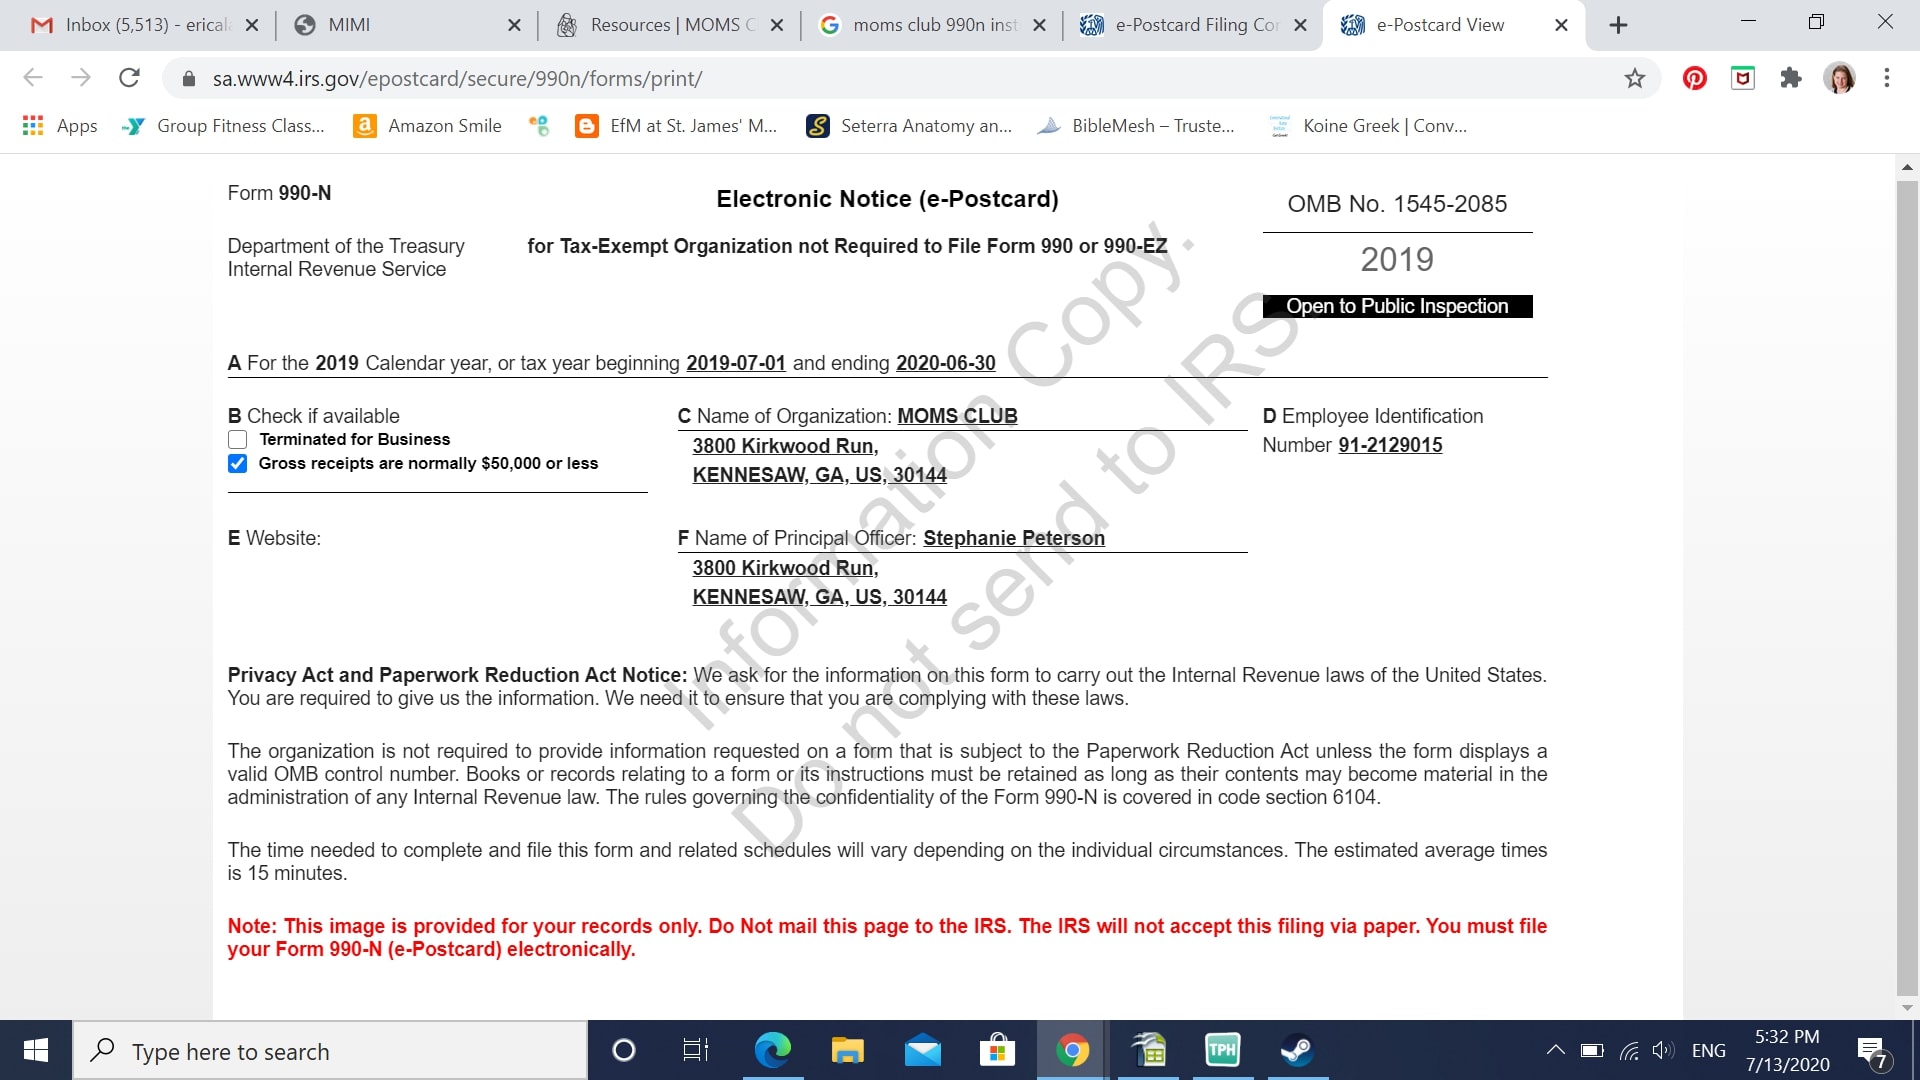 Inbox (5,513) - erical
MIMI
Resources | MOMS C
moms club 990n inst
e-Postcard Filing Cor
e-Postcard View
sa.www4.irs.gov/epostcard/secure/990n/forms/print/
Apps
Group Fitness Class...
Amazon Smile
EfM at St. James' M...
Seterra Anatomy an...
BibleMesh – Truste...
Koine Greek | Conv...
Form 990-N
Electronic Notice (e-Postcard)
OMB No. 1545-2085
Department of the Treasury
Internal Revenue Service
for Tax-Exempt Organization not Required to File Form 990 or 990-EZ
2019
Open to Public Inspection
A For the 2019 Calendar year, or tax year beginning 2019-07-01 and ending 2020-06-30
B Check if available
Terminated for Business
Gross receipts are normally $50,000 or less
C Name of Organization: MOMS CLUB
3800 Kirkwood Run,
KENNESAW, GA, US, 30144
D Employee Identification
Number 91-2129015
E Website:
F Name of Principal Officer: Stephanie Peterson
3800 Kirkwood Run,
KENNESAW, GA, US, 30144
Information Copy.
Do not send to IRS.
Privacy Act and Paperwork Reduction Act Notice: We ask for the information on this form to carry out the Internal Revenue laws of the United States.
You are required to give us the information. We need it to ensure that you are complying with these laws.
The organization is not required to provide information requested on a form that is subject to the Paperwork Reduction Act unless the form displays a
valid OMB control number. Books or records relating to a form or its instructions must be retained as long as their contents may become material in the
administration of any Internal Revenue law. The rules governing the confidentiality of the Form 990-N is covered in code section 6104.
The time needed to complete and file this form and related schedules will vary depending on the individual circumstances. The estimated average times
is 15 minutes.
Note: This image is provided for your records only. Do Not mail this page to the IRS. The IRS will not accept this filing via paper. You must file
your Form 990-N (e-Postcard) electronically.
Type here to search
TPH
ENG
5:32 PM
7/13/2020
7